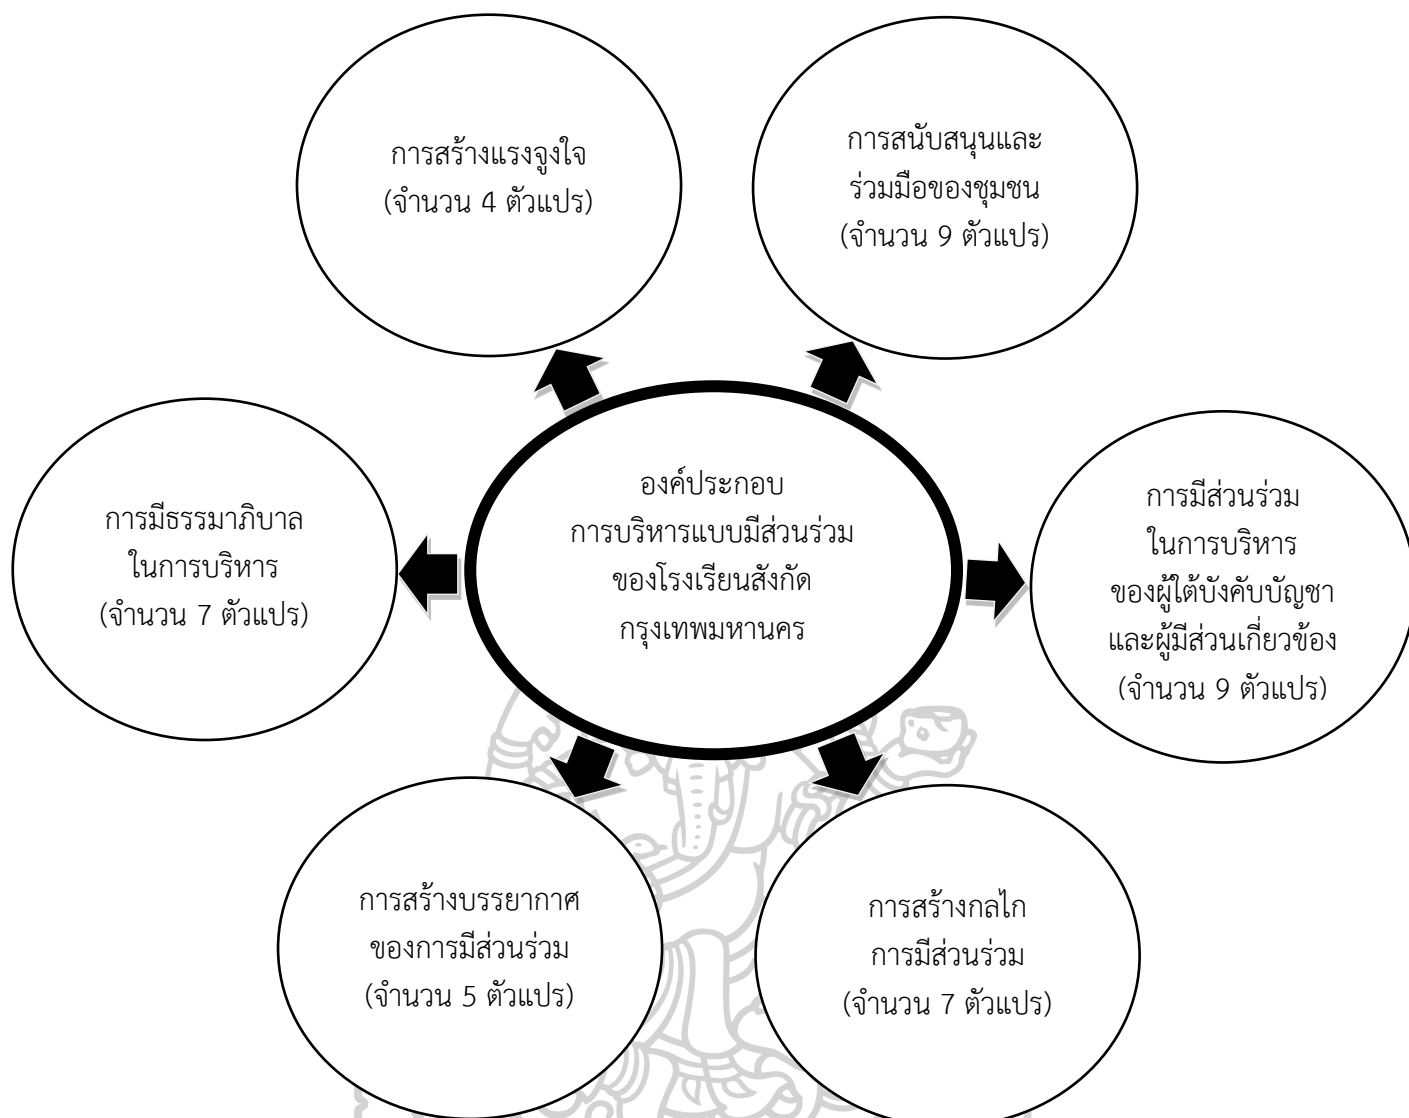 การสร้างแรงจูงใจ
(จำนวน 4 ตัวแปร)
การสนับสนุนและ
ร่วมมือของชุมชน
(จำนวน 9 ตัวแปร)
การมีธรรมาภิบาล
ในการบริหาร
(จำนวน 7 ตัวแปร)
องค์ประกอบ
การบริหารแบบมีส่วนร่วม
ของโรงเรียนสังกัด
กรุงเทพมหานคร
การมีส่วนร่วม
ในการบริหาร
ของผู้ใต้บังคับบัญชา
และผู้มีส่วนเกี่ยวข้อง
(จำนวน 9 ตัวแปร)
การสร้างบรรยากาศ
ของการมีส่วนร่วม
(จำนวน 5 ตัวแปร)
การสร้างกลไก
การมีส่วนร่วม
(จำนวน 7 ตัวแปร)